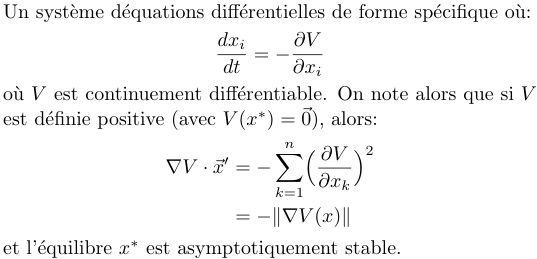 Un système déquations différentielles de forme spécifique où:
$$\frac{dx_i}{dt} = -\frac{\partial V}{\partial x_i}$$
où $V$ est continuement différentiable. On note alors que si $V$
est définie positive (avec $V(x^*) = \vec{0}$), alors:
$$\nabla V \cdot \vec{x}' = -\sum_{k=1}^{n} \Big(\frac{\partial V}{\partial x_k}\Big)^2$$
$$= -\|\nabla V(x)\|$$
et l'équilibre $x^*$ est asymptotiquement stable.